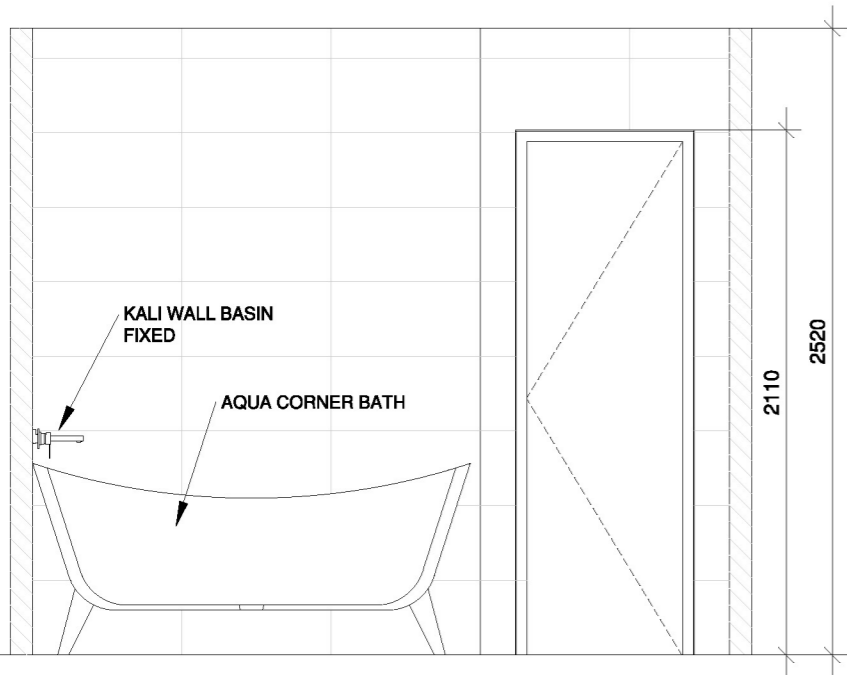 KALI WALL BASIN
FIXED
AQUA CORNER BATH
2110
2520